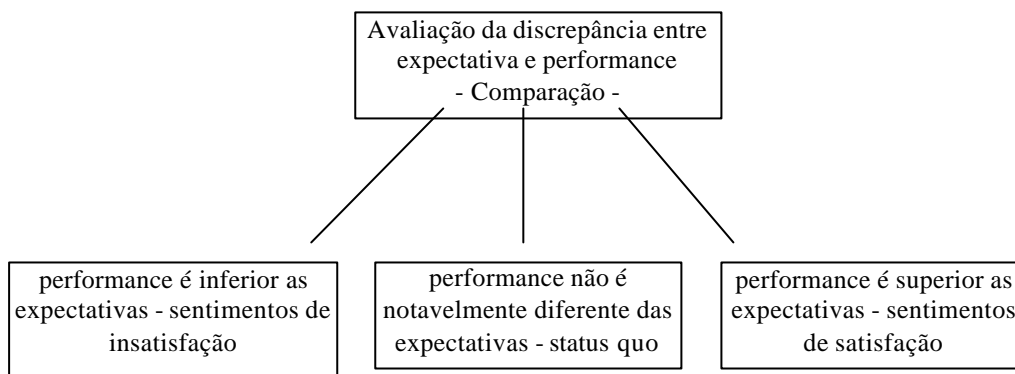 Avaliação da discrepância entre
expectativa e performance
- Comparação -
performance é inferior as
expectativas - sentimentos de
insatisfação
performance não é
notavelmente diferente das
expectativas - status quo
performance é superior as
expectativas - sentimentos
de satisfação